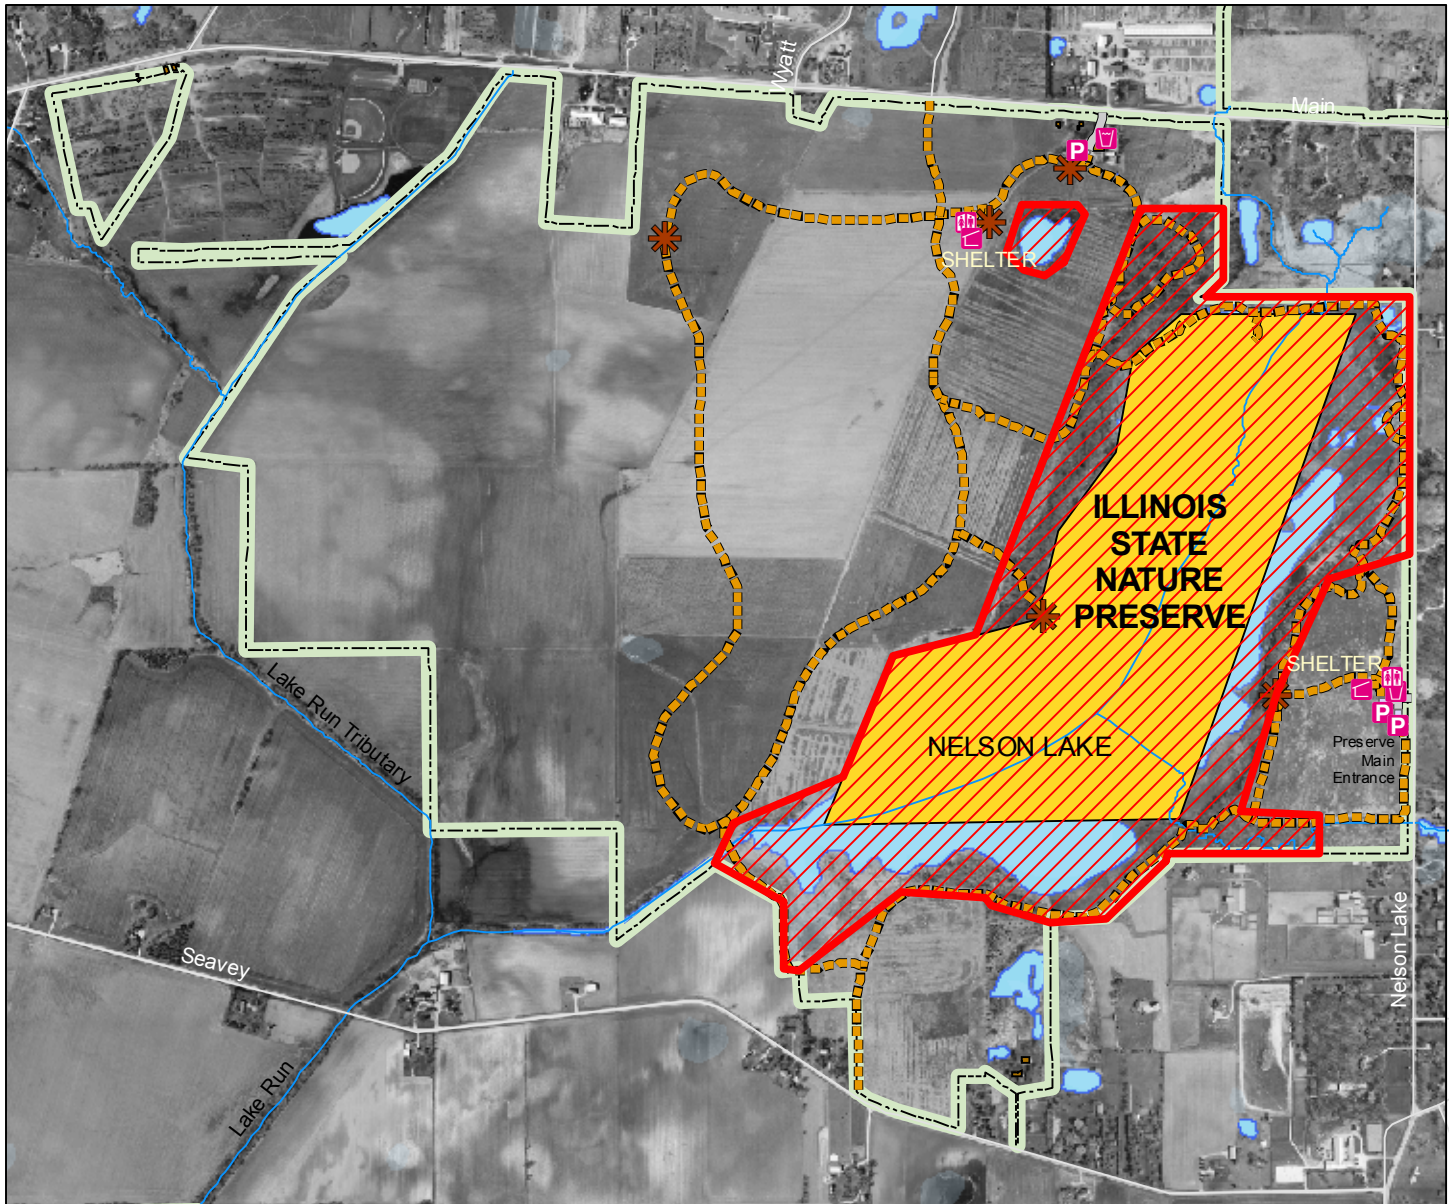 Wyatt
Main
P
SHELTER
ILLINOIS
STATE
NATURE
PRESERVE
SHELTER
P
P
Preserve
Main
Entrance
NELSON LAKE
Lake Run Tributary
Nelson Lake
Seavey
Lake Run